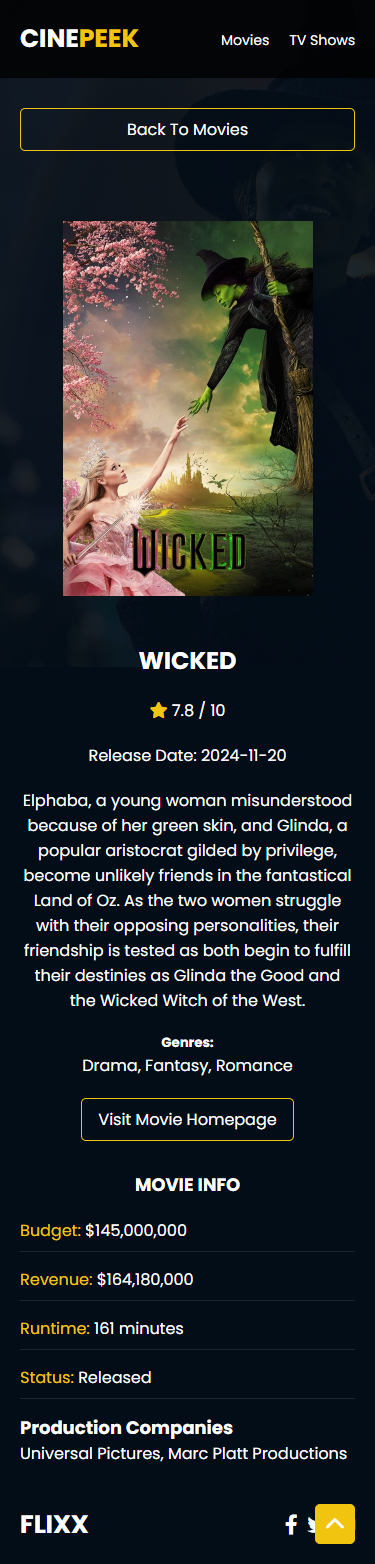 CINEPEEK
Movies TV Shows
Back To Movies
WICKED
WICKED
7.8 / 10
Release Date: 2024-11-20
Elphaba, a young woman misunderstood
because of her green skin, and Glinda, a
popular aristocrat gilded by privilege,
become unlikely friends in the fantastical
Land of Oz. As the two women struggle
with their opposing personalities, their
friendship is tested as both begin to fulfill
their destinies as Glinda the Good and
the Wicked Witch of the West.
Genres:
Drama, Fantasy, Romance
Visit Movie Homepage
MOVIE INFO
Budget: $145,000,000
Revenue: $164,180,000
Runtime: 161 minutes
Status: Released
Production Companies
Universal Pictures, Marc Platt Productions
FLIXX